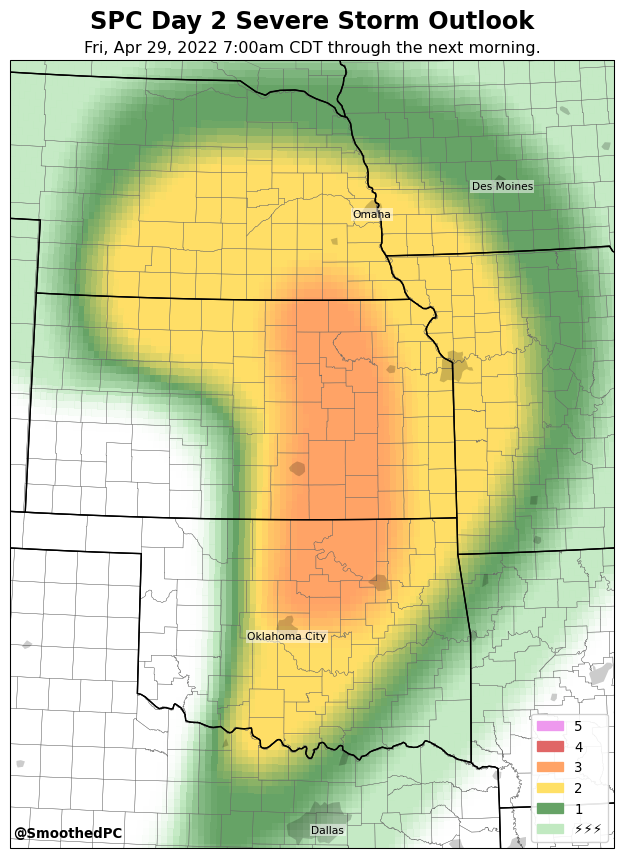 SPC Day 2 Severe Storm Outlook
Fri, Apr 29, 2022 7:00am CDT through the next morning.
Des Moines
Omaha
Oklahoma City
5
4
3
2
1
⚡⚡⚡
Dallas
@SmoothedPC